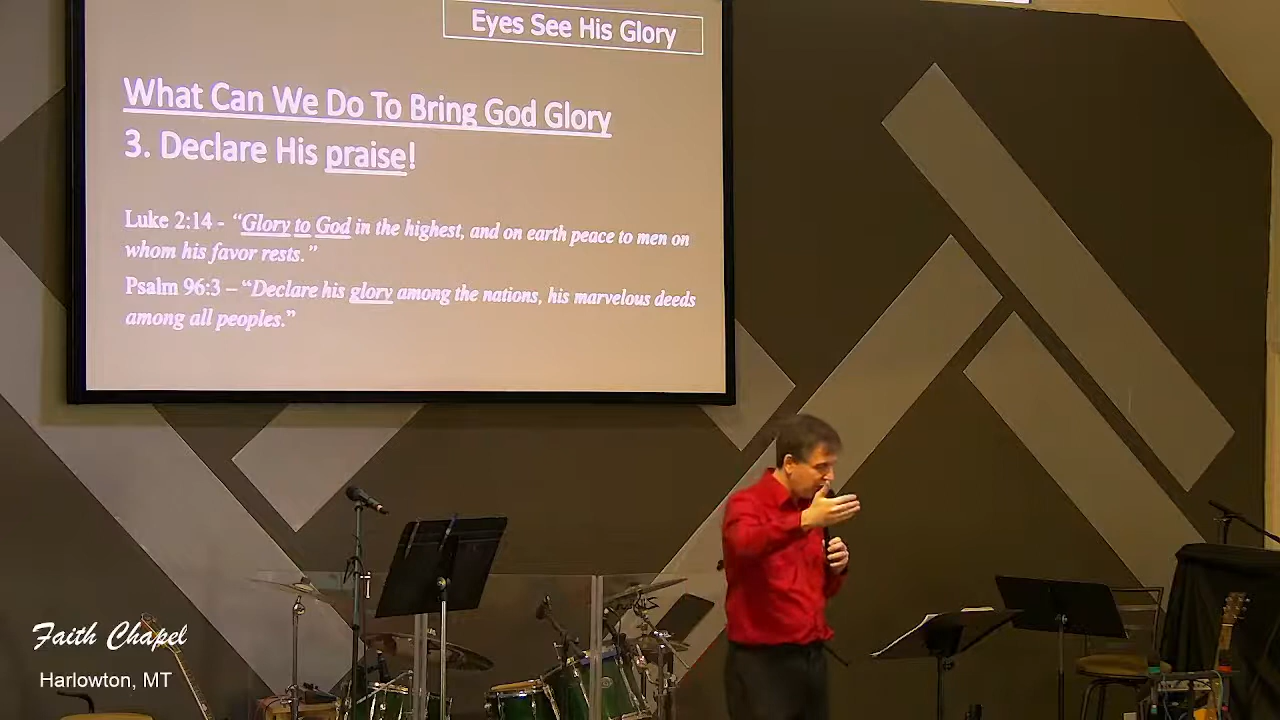 Eyes See His Glory
What Can We Do To Bring God Glory
3. Declare His praise!
Luke 2:14 - “Glory to God in the highest, and on earth peace to men on
whom his favor rests.”
Psalm 96:3 – “Declare his glory among the nations, his marvelous deeds
among all peoples.”
Faith Chapel
Harlowton, MT